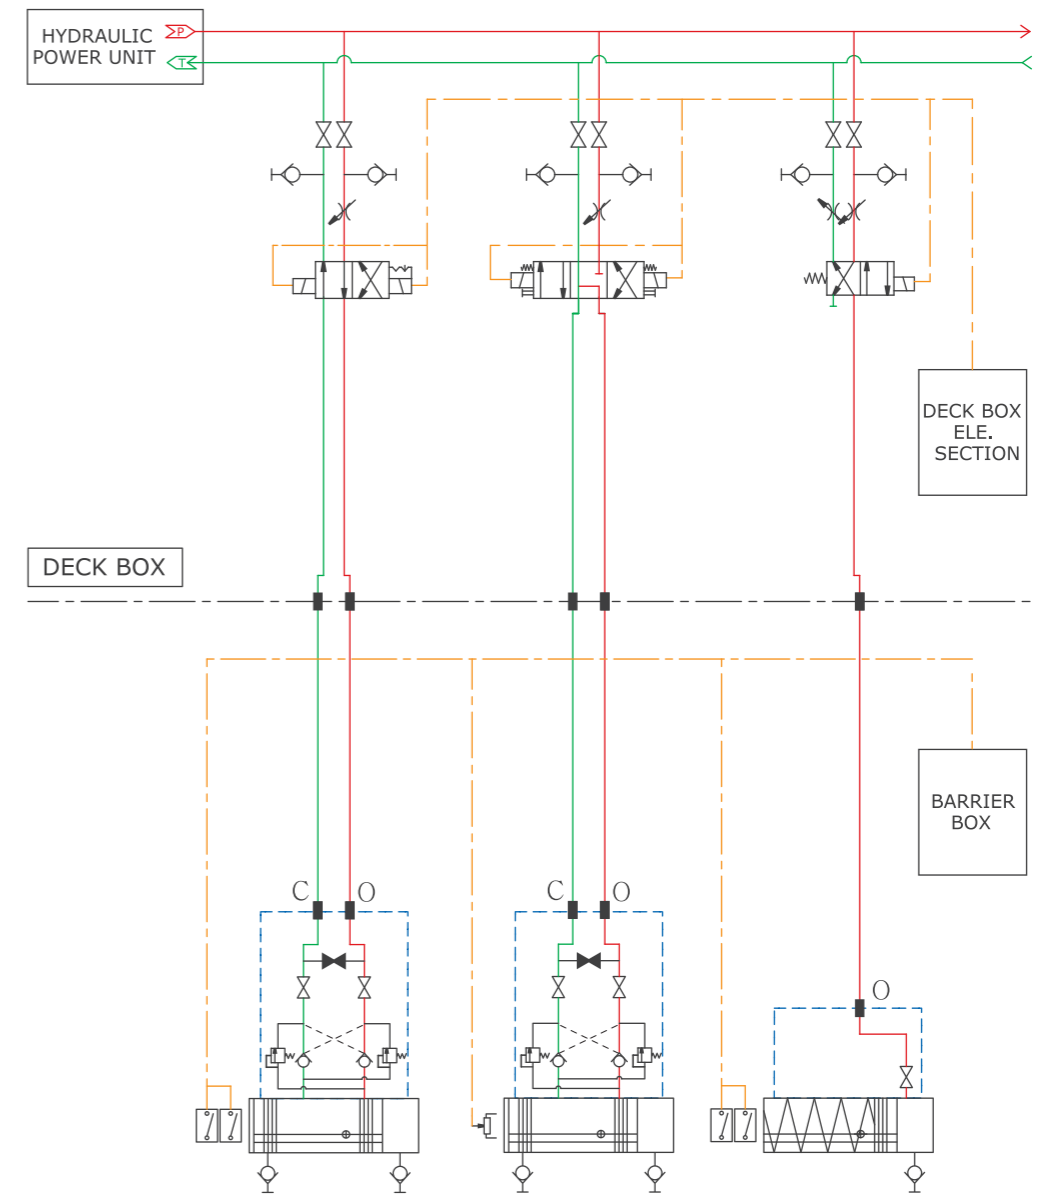 HYDRAULIC
POWER UNIT
P
T
DECK BOX
ELE.
SECTION
DECK BOX
BARRIER
BOX
C
O
C
O
O